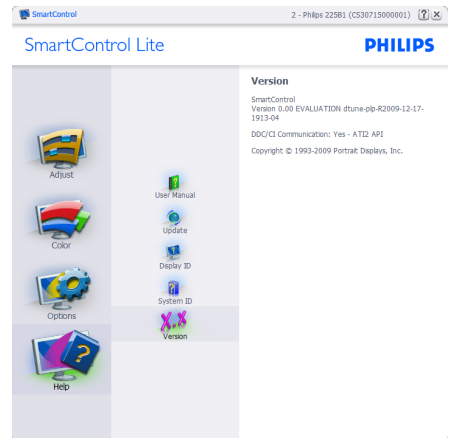 SmartControl
2 - Philips 225B1 (CS30715000001)
?
X
SmartControl Lite
PHILIPS
Adjust
Color
Options
?
Help
?
User Manual
Update
?
Display ID
?
System ID
X.X
Version
Version
SmartControl
Version 0.00 EVALUATION dtune-plp-R2009-12-17-
1913-04
DDC/CI Communication: Yes - ATI2 API
Copyright © 1993-2009 Portrait Displays, Inc.